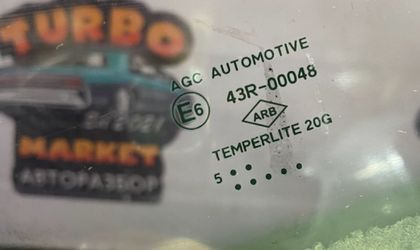 TURBO
MARKET
АВТОРАЗБОР
AGC AUTOMOTIVE
E6 43R-00048
ARB
TEMPERLITE 20G
5